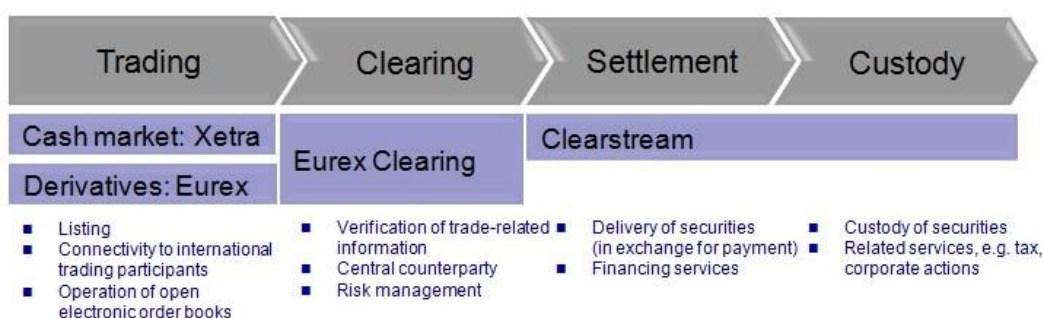 Trading
Clearing
Settlement
Custody
Cash market: Xetra
Derivatives: Eurex
Eurex Clearing
Clearstream
Listing
Connectivity to international
trading participants
Operation of open
electronic order books
Verification of trade-related
information
Central counterparty
Risk management
Delivery of securities
(in exchange for payment)
Financing services
Custody of securities
Related services, e.g. tax,
corporate actions